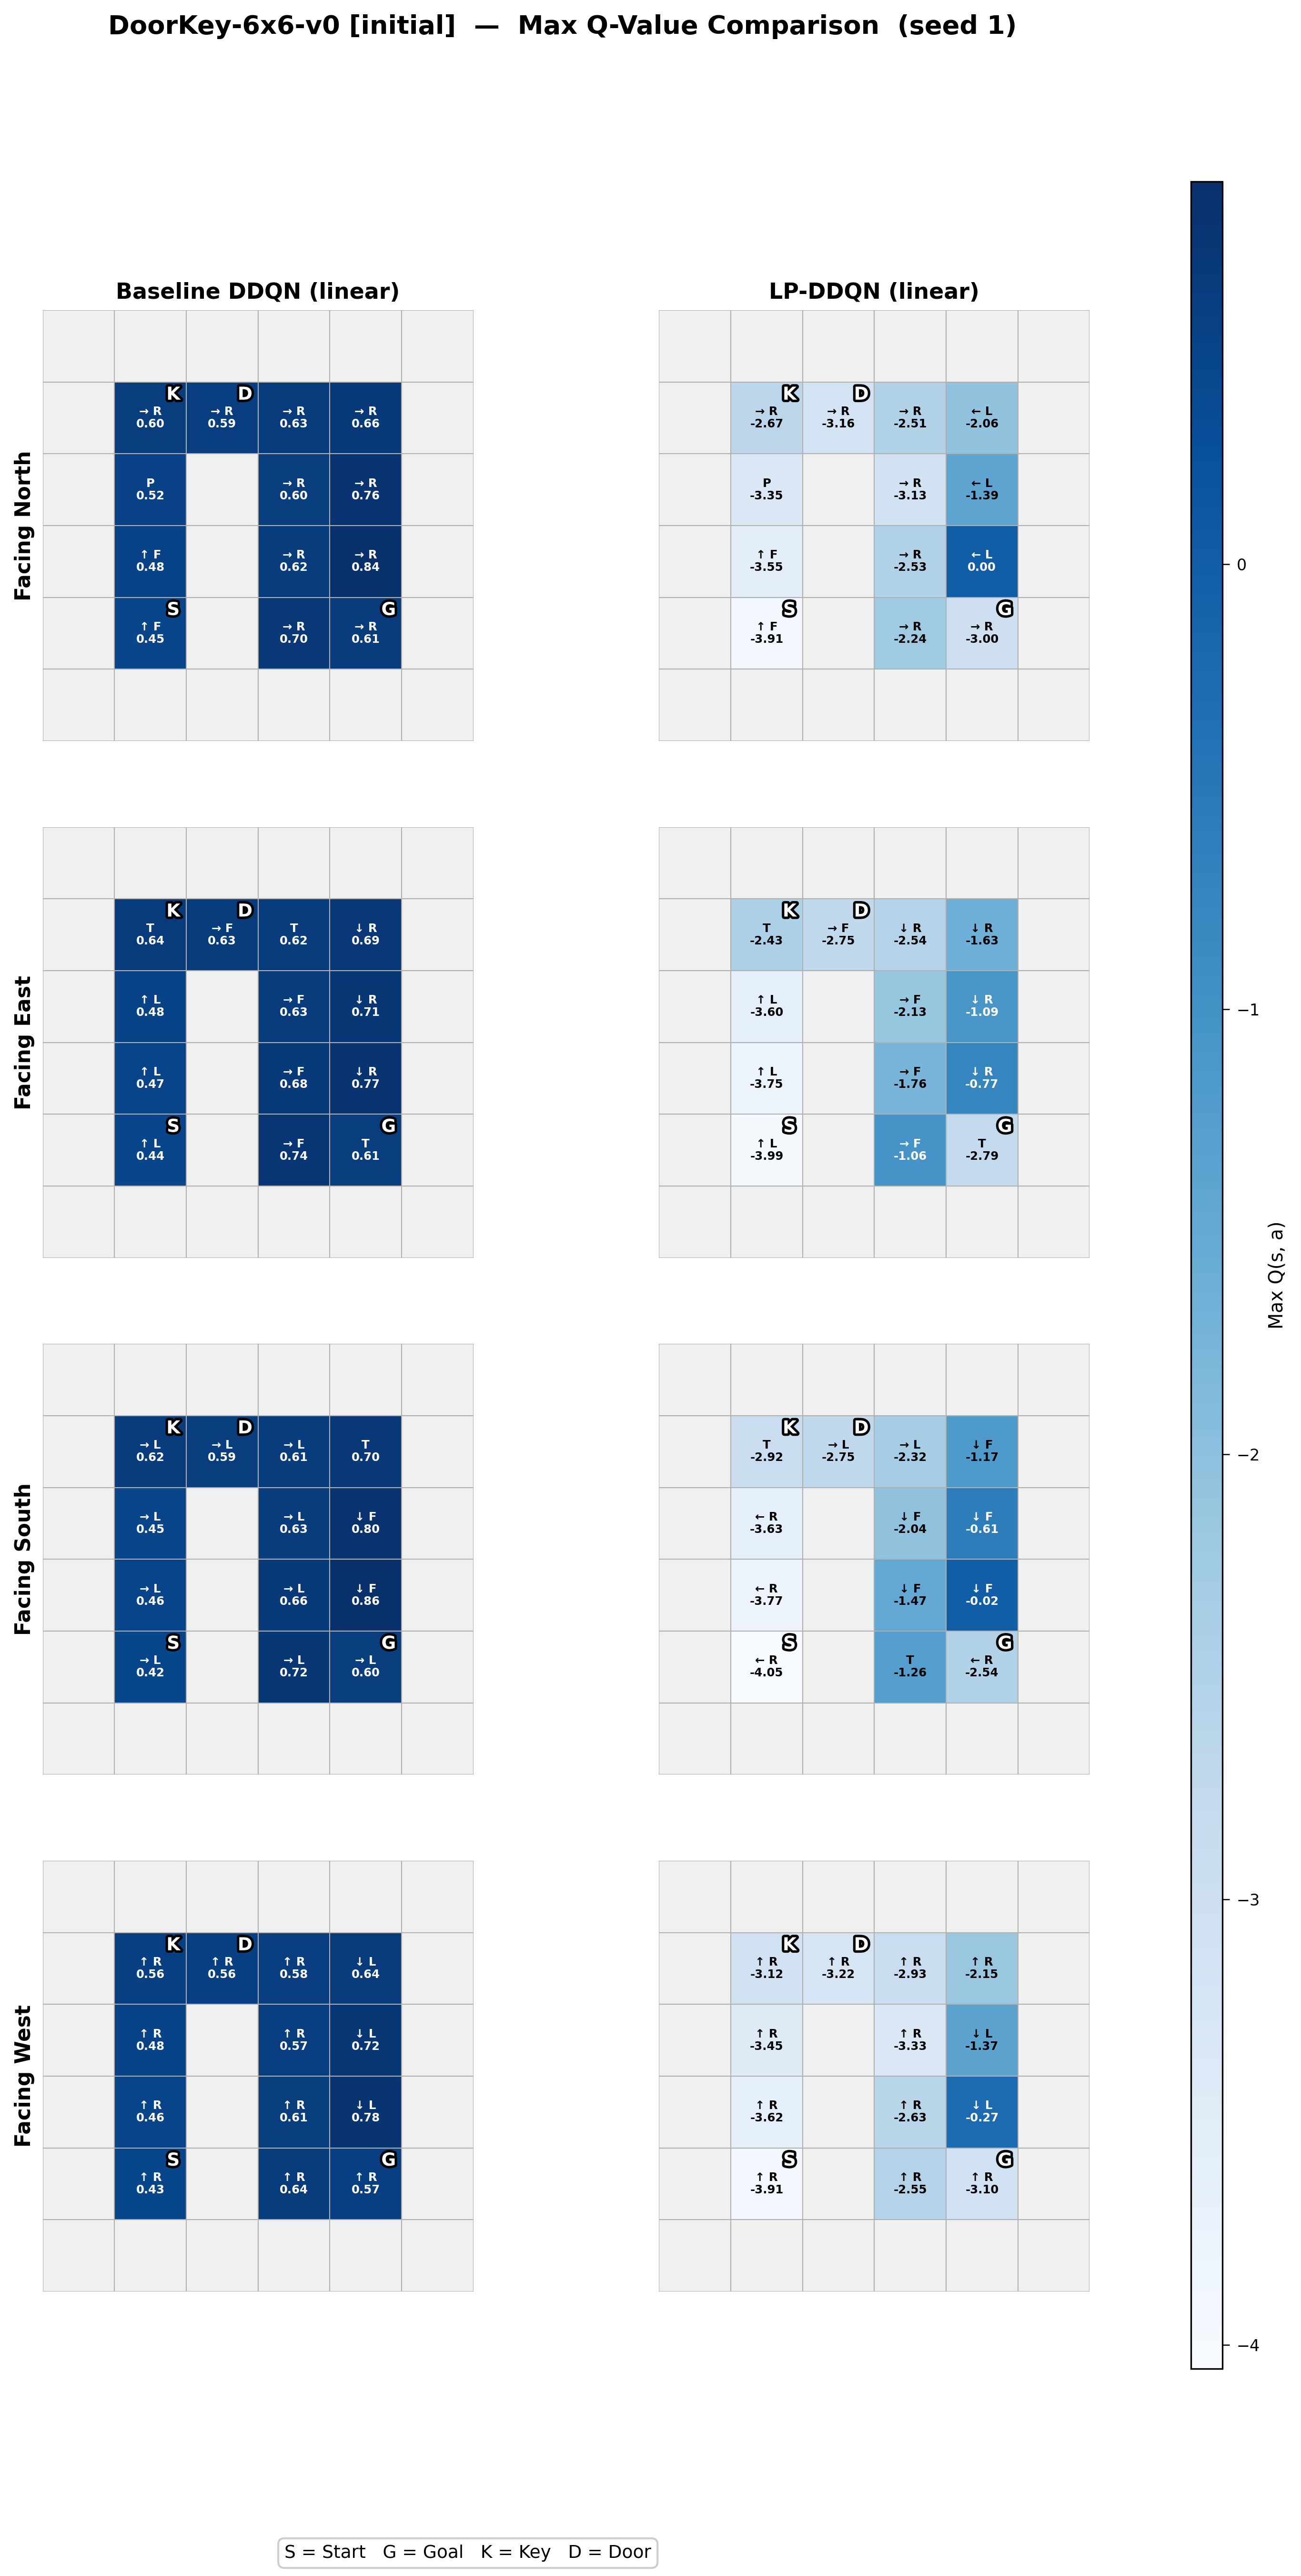 DoorKey-6x6-v0 [initial]  —  Max Q-Value Comparison  (seed 1)
Baseline DDQN (linear)
LP-DDQN (linear)
Facing North
K D
→ R → R → R → R
0.60 0.59 0.63 0.66
P → R → R
0.52 0.60 0.76
↑ F → R → R
0.48 0.62 0.84
S G
↑ F → R → R
0.45 0.70 0.61
K D
→ R → R → R ← L
-2.67 -3.16 -2.51 -2.06
P → R ← L
-3.35 -3.13 -1.39
↑ F → R ← L
-3.55 -2.53 0.00
S G
↑ F → R → R
-3.91 -2.24 -3.00
Facing East
K D
T → F T ↓ R
0.64 0.63 0.62 0.69
↑ L → F ↓ R
0.48 0.63 0.71
↑ L → F ↓ R
0.47 0.68 0.77
S G
↑ L → F T
0.44 0.74 0.61
K D
T → F ↓ R ↓ R
-2.43 -2.75 -2.54 -1.63
↑ L → F ↓ R
-3.60 -2.13 -1.09
↑ L → F ↓ R
-3.75 -1.76 -0.77
S G
↑ L → F T
-3.99 -1.06 -2.79
Facing South
K D
→ L → L → L T
0.62 0.59 0.61 0.70
→ L → L ↓ F
0.45 0.63 0.80
→ L → L ↓ F
0.46 0.66 0.86
S G
→ L → L → L
0.42 0.72 0.60
K D
T → L → L ↓ F
-2.92 -2.75 -2.32 -1.17
← R ↓ F ↓ F
-3.63 -2.04 -0.61
← R ↓ F ↓ F
-3.77 -1.47 -0.02
S G
← R T ← R
-4.05 -1.26 -2.54
Facing West
K D
↑ R ↑ R ↑ R ↓ L
0.56 0.56 0.58 0.64
↑ R ↑ R ↓ L
0.48 0.57 0.72
↑ R ↑ R ↓ L
0.46 0.61 0.78
S G
↑ R ↑ R ↑ R
0.43 0.64 0.57
K D
↑ R ↑ R ↑ R ↑ R
-3.12 -3.22 -2.93 -2.15
↑ R ↑ R ↓ L
-3.45 -3.33 -1.37
↑ R ↑ R ↓ L
-3.62 -2.63 -0.27
S G
↑ R ↑ R ↑ R
-3.91 -2.55 -3.10
0
−1
−2
−3
−4
Max Q(s, a)
S = Start   G = Goal   K = Key   D = Door